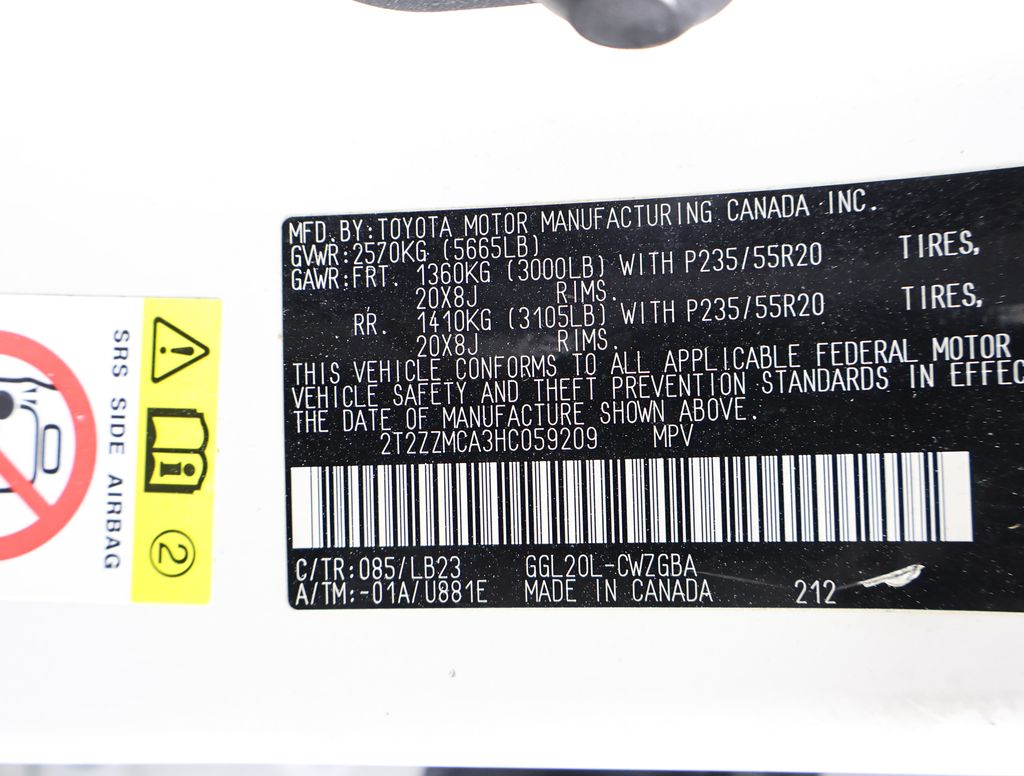 MFD.BY:TOYOTA MOTOR MANUFACTURING CANADA INC.
GVWR:2570KG (5665LB)
GAWR:FRT. 1360KG (3000LB) WITH P235/55R20 TIRES,
20X8J RIMS.
RR. 1410KG (3105LB) WITH P235/55R20 TIRES,
20X8J RIMS.
THIS VEHICLE CONFORMS TO ALL APPLICABLE FEDERAL MOTOR
VEHICLE SAFETY AND THEFT PREVENTION STANDARDS IN EFFEC
THE DATE OF MANUFACTURE SHOWN ABOVE.
2T2ZZMCA3HC059209 MPV
C/TR:085/LB23 GGL20L-CWZGBA
A/TM:-01A/U881E MADE IN CANADA 212
SRS SIDE AIRBAG
2